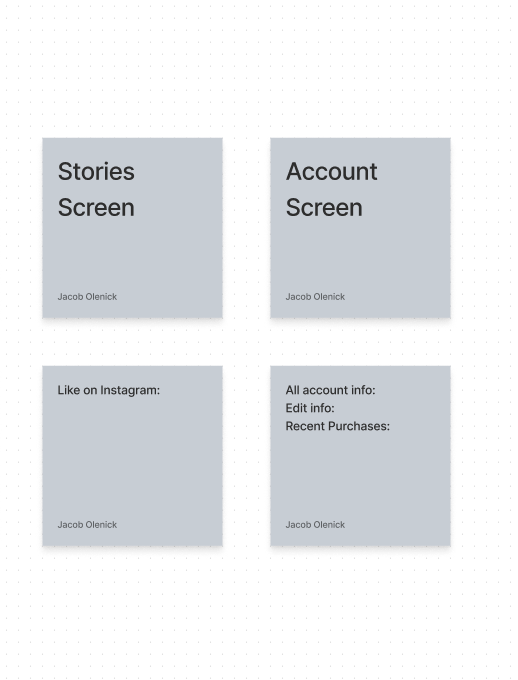 Stories
Screen
Jacob Olenick
Account
Screen
Jacob Olenick
Like on Instagram:
Jacob Olenick
All account info:
Edit info:
Recent Purchases:
Jacob Olenick